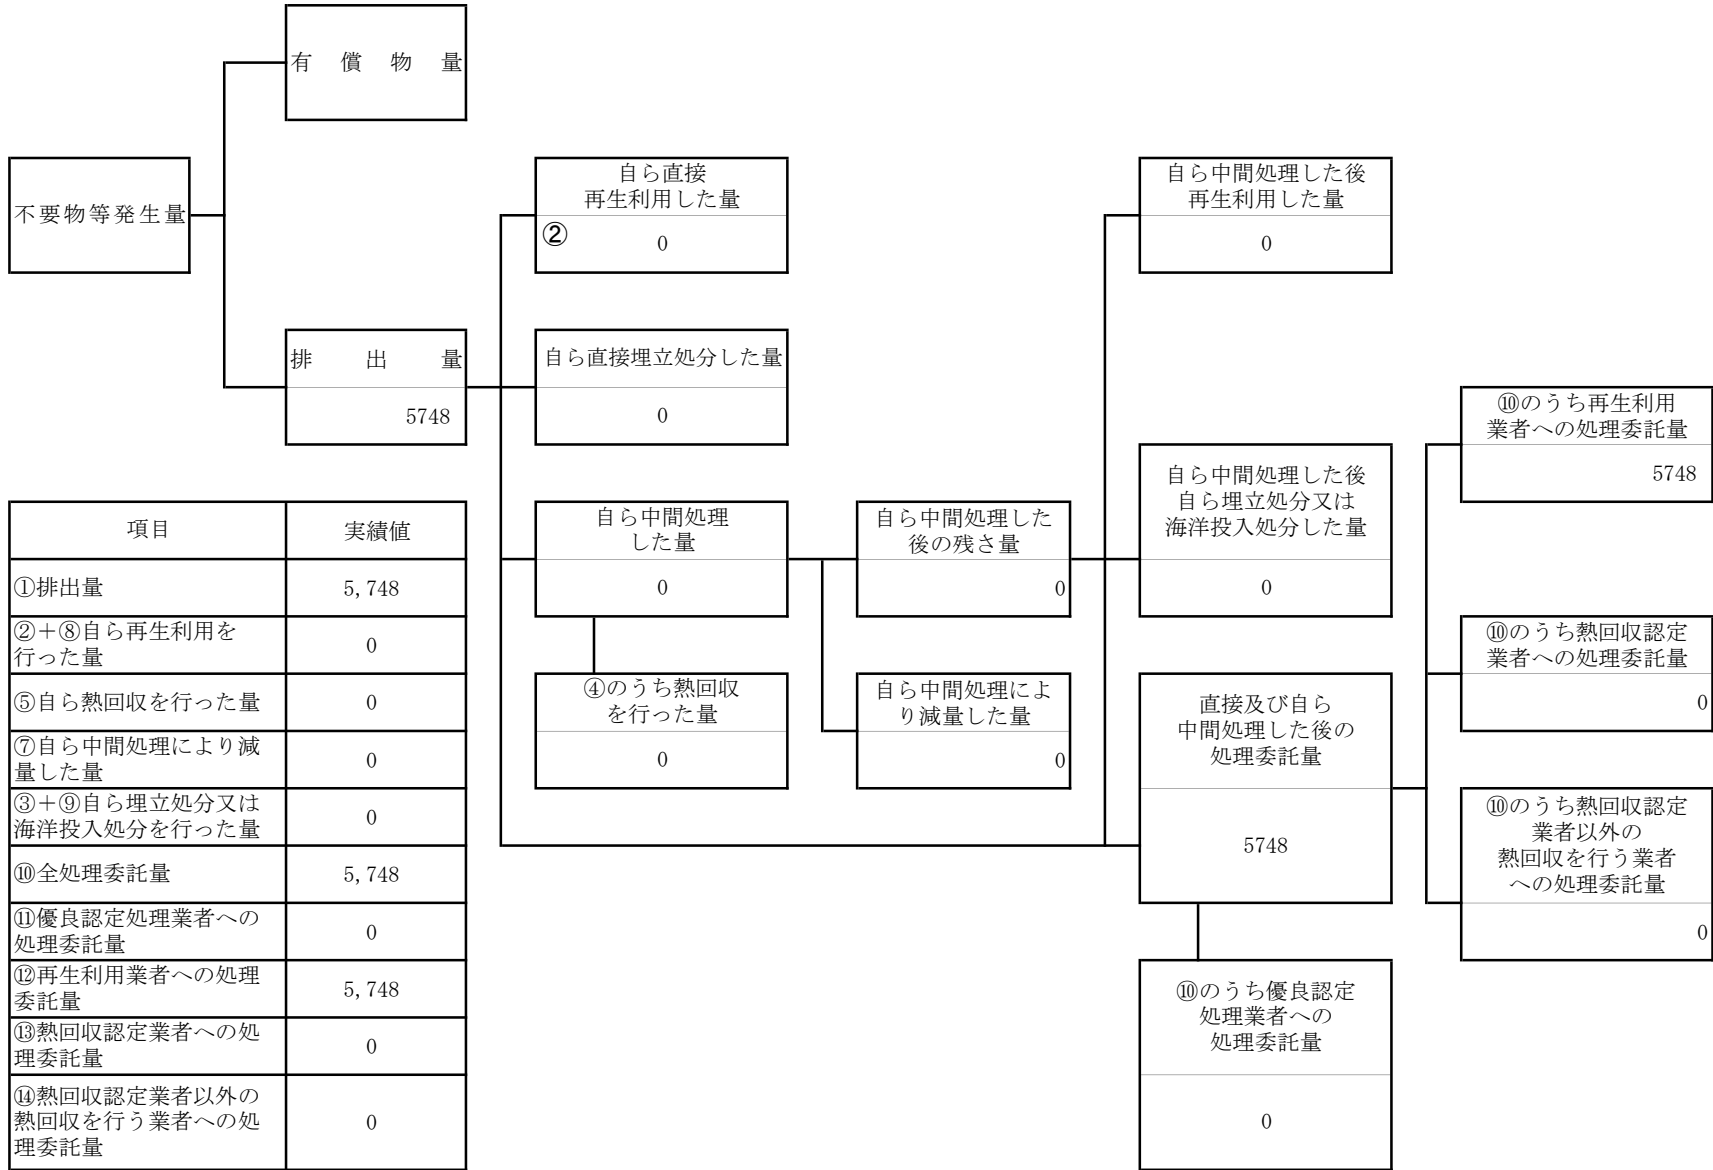 有償物量
不要物等発生量
自ら直接
再生利用した量
②
0
自ら中間処理した後
再生利用した量
0
排出量
5748
自ら直接埋立処分した量
0
⑩のうち再生利用
業者への処理委託量
5748
自ら中間処理
した量
0
自ら中間処理した
後の残さ量
0
自ら中間処理した後
自ら埋立処分又は
海洋投入処分した量
0
⑩のうち熱回収認定
業者への処理委託量
0
④のうち熱回収
を行った量
0
自ら中間処理によ
り減量した量
0
直接及び自ら
中間処理した後の
処理委託量
5748
⑩のうち熱回収認定
業者以外の
熱回収を行う業者
への処理委託量
0
⑩のうち優良認定
処理業者への
処理委託量
0
項目 実績値
①排出量 5,748
②＋⑧自ら再生利用を
行った量 0
⑤自ら熱回収を行った量 0
⑦自ら中間処理により減
量した量 0
③＋⑨自ら埋立処分又は
海洋投入処分を行った量 0
⑩全処理委託量 5,748
⑪優良認定処理業者への
処理委託量 0
⑫再生利用業者への処理
委託量 5,748
⑬熱回収認定業者への処
理委託量 0
⑭熱回収認定業者以外の
熱回収を行う業者への処
理委託量 0